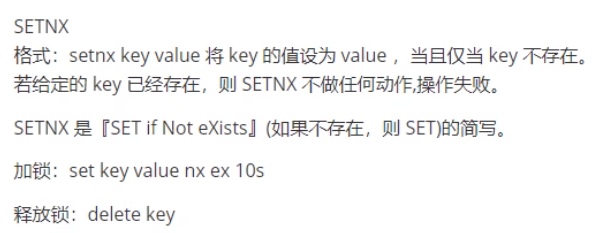 SETNX
格式：setnx key value 将 key 的值设为 value ，当且仅当 key 不存在。
若给定的 key 已经存在，则 SETNX 不做任何动作,操作失败。
SETNX 是『SET if Not eXists』(如果不存在，则 SET)的简写。
加锁：set key value nx ex 10s
释放锁：delete key